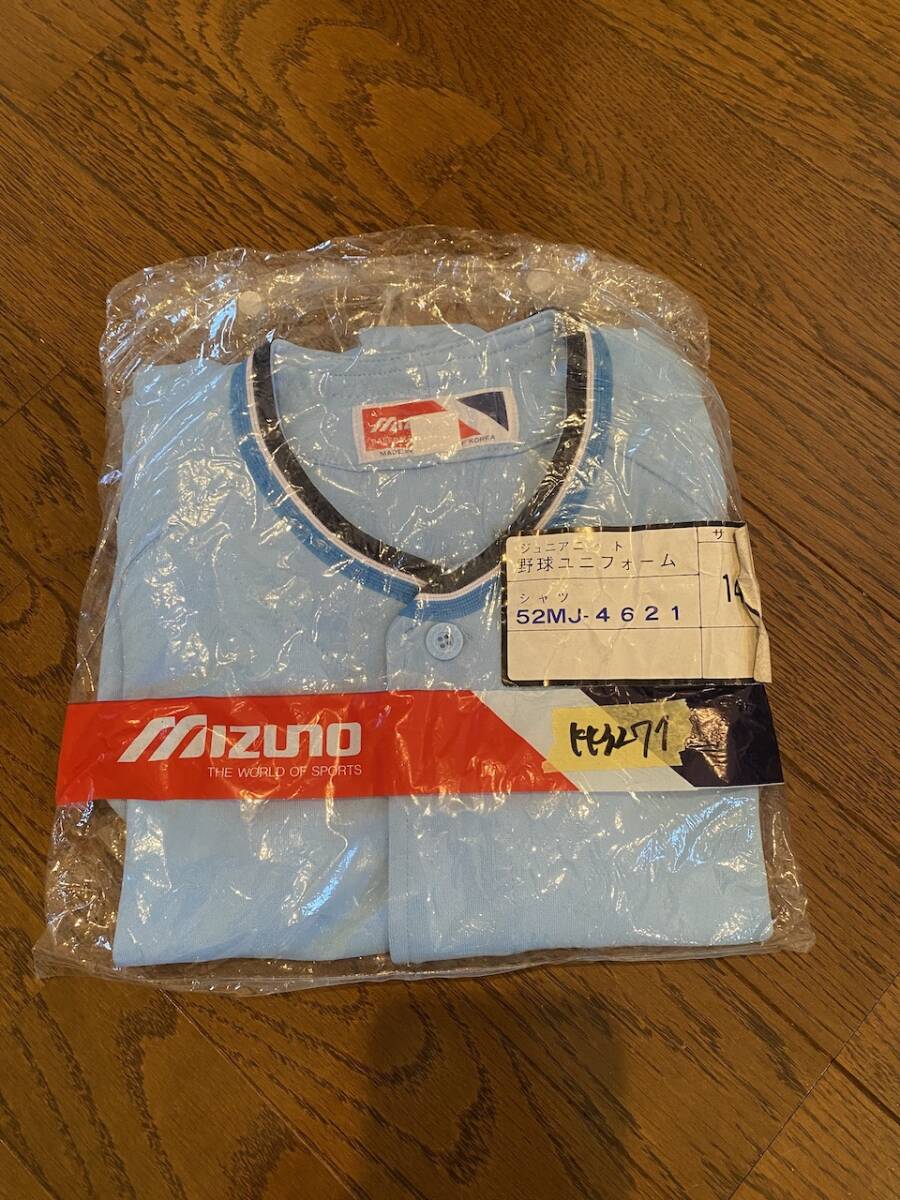 MADE
KOREA
サ
ジュニアニット
野球ユニフォーム
14
シャツ
52MJ-4621
MIZUNO
THE WORLD OF SPORTS